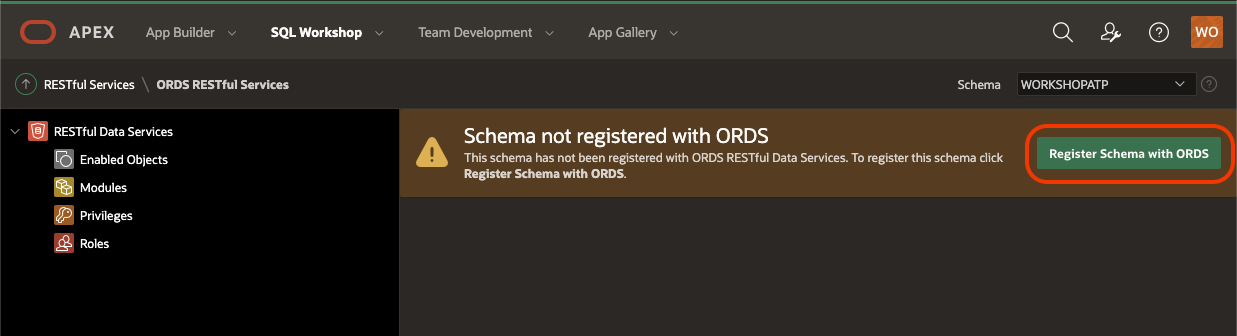 APEX App Builder SQL Workshop Team Development App Gallery WO
RESTful Services \ ORDS RESTful Services Schema WORKSHOPATP
RESTful Data Services
Enabled Objects
Modules
Privileges
Roles
Schema not registered with ORDS
This schema has not been registered with ORDS RESTful Data Services. To register this schema click
Register Schema with ORDS.
Register Schema with ORDS